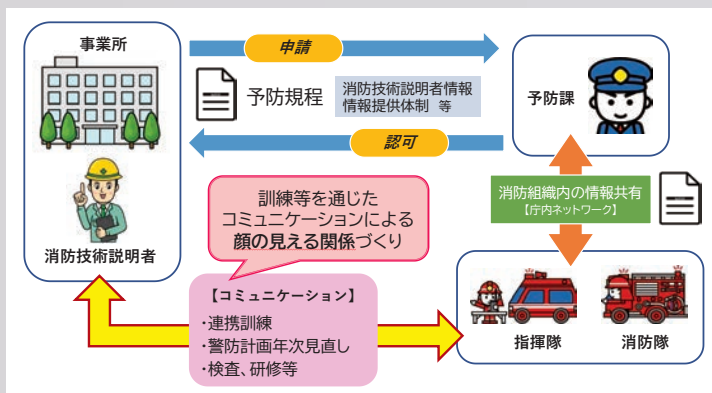 事業所
申請
予防規程
消防技術説明者情報
情報提供体制 等
予防課
認可
消防技術説明者
訓練等を通じた
コミュニケーションによる
顔の見える関係づくり
消防組織内の情報共有
【庁内ネットワーク】
【コミュニケーション】
・連携訓練
・警防計画年次見直し
・検査、研修等
指揮隊
消防隊